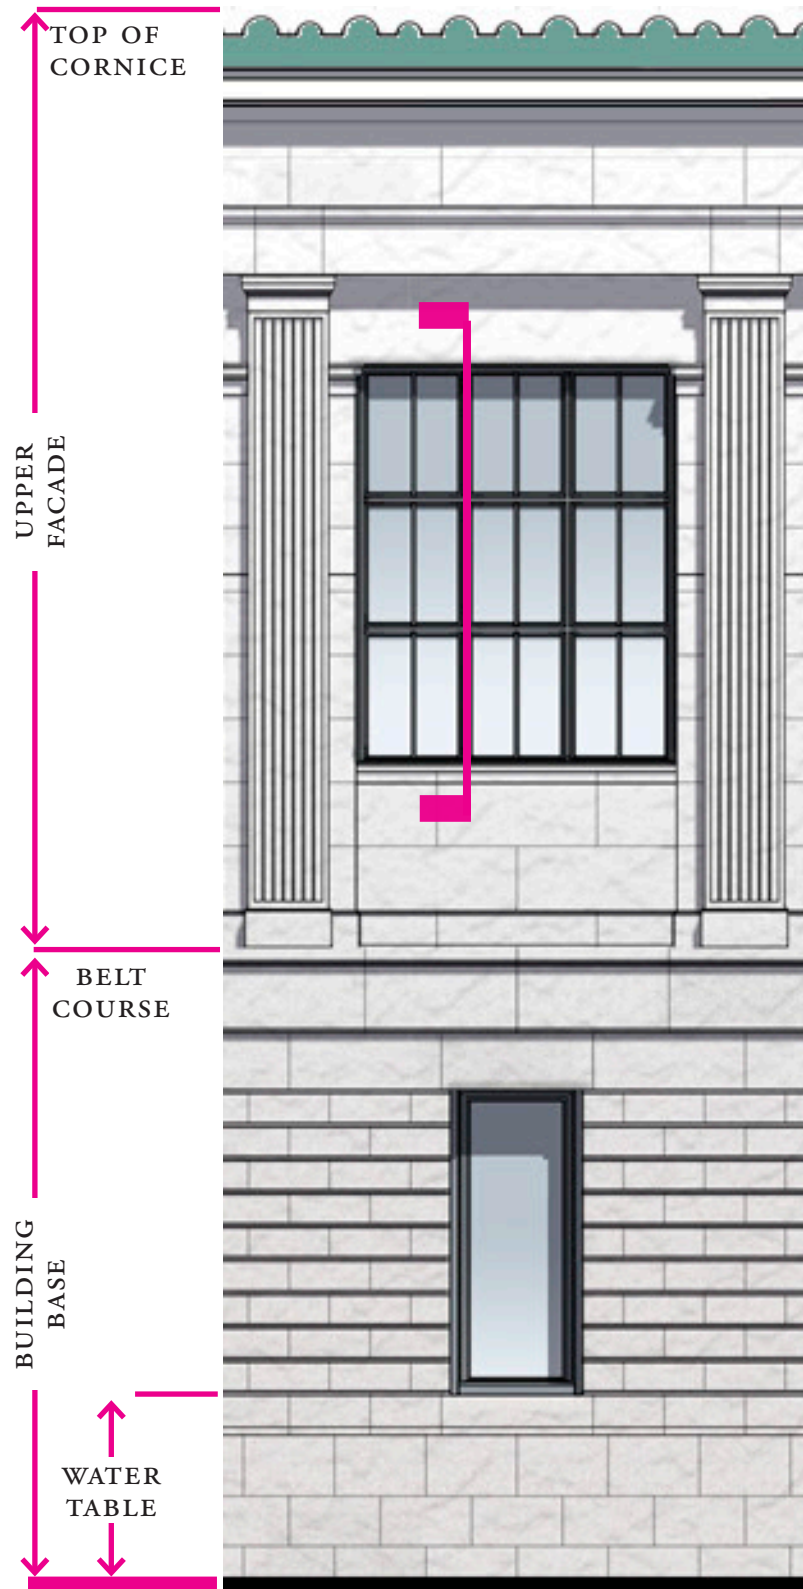 TOP OF
CORNICE
UPPER
FACADE
BELT
COURSE
BUILDING
BASE
WATER
TABLE